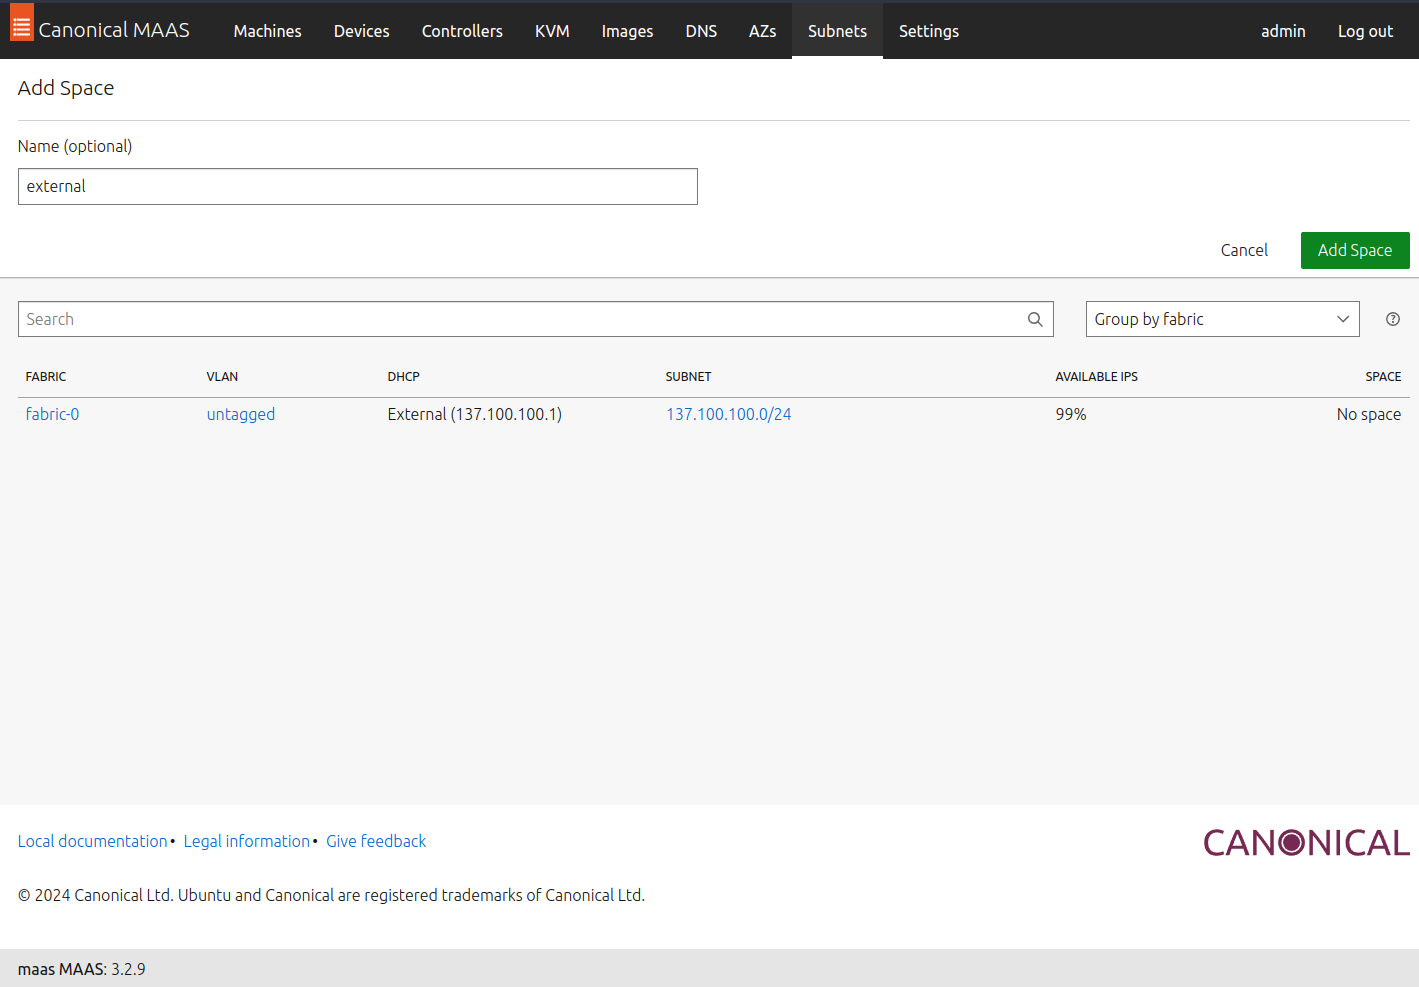 Canonical MAAS Machines Devices Controllers KVM Images DNS AZs Subnets Settings admin Log out
Add Space
Name (optional)
external
Cancel Add Space
Search Group by fabric
FABRIC VLAN DHCP SUBNET AVAILABLE IPS SPACE
fabric-0 untagged External (137.100.100.1) 137.100.100.0/24 99% No space
Local documentation • Legal information • Give feedback
CANONICAL
© 2024 Canonical Ltd. Ubuntu and Canonical are registered trademarks of Canonical Ltd.
maas MAAS: 3.2.9